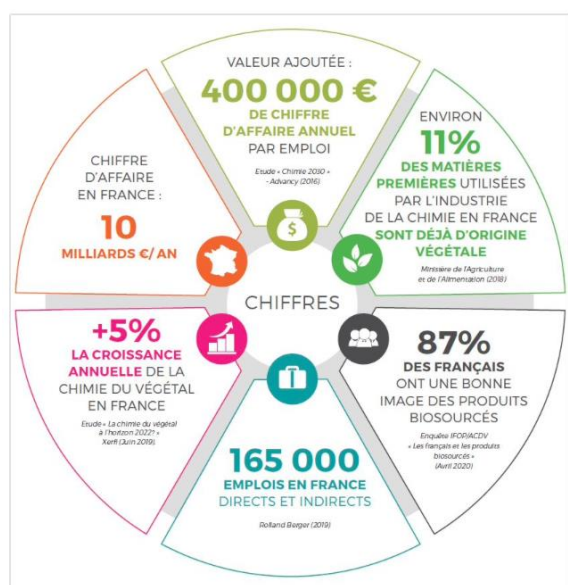 VALEUR AJOUTÉE :
400 000 €
DE CHIFFRE
D'AFFAIRE ANNUEL
PAR EMPLOI
Etude « Chimie 2030 »
- Advancy (2016)
ENVIRON
11%
DES MATIÈRES
PREMIÈRES UTILISÉES
PAR L'INDUSTRIE
DE LA CHIMIE EN FRANCE
SONT DÉJÀ D'ORIGINE
VÉGÉTALE
Ministère de l'Agriculture
et de l'Alimentation (2018)
87%
DES FRANÇAIS
ONT UNE BONNE
IMAGE DES PRODUITS
BIOSOURCÉS
Enquête IFOP/ACDV
« Les français et les produits
biosourcés »
(Avril 2020)
165 000
EMPLOIS EN FRANCE
DIRECTS ET INDIRECTS
Rolland Berger (2019)
+5%
LA CROISSANCE
ANNUELLE DE LA
CHIMIE DU VÉGÉTAL
EN FRANCE
Etude « La chimie du végétal
à l'horizon 2022? »
Xerfi (Juin 2019)
CHIFFRE
D'AFFAIRE
EN FRANCE :
10
MILLIARDS €/ AN
$
CHIFFRES